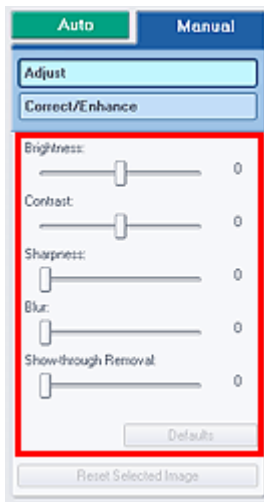 Auto Manual
Adjust
Correct/Enhance
Brightness:
0
Contrast:
0
Sharpness:
0
Blur:
0
Show-through Removal:
0
Defaults
Reset Selected Image